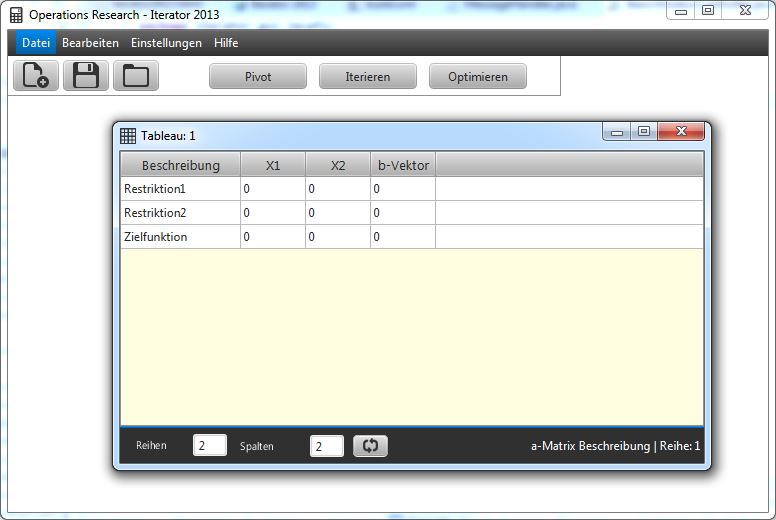 Operations Research - Iterator 2013
Datei Bearbeiten Einstellungen Hilfe
Pivot Iterieren Optimieren
Tableau: 1
Beschreibung X1 X2 b-Vektor
Restriktion1 0 0 0
Restriktion2 0 0 0
Zielfunktion 0 0 0
Reihen 2 Spalten 2 a-Matrix Beschreibung | Reihe: 1